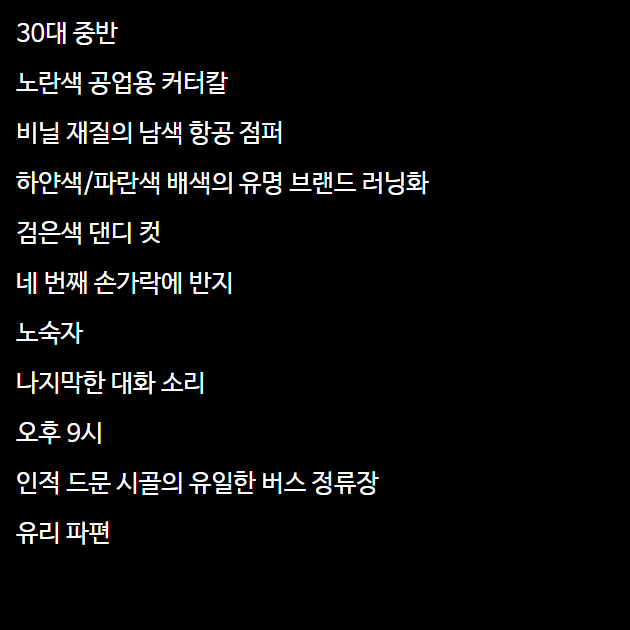 30대 중반
노란색 공업용 커터칼
비닐 재질의 남색 항공 점퍼
하얀색/파란색 배색의 유명 브랜드 러닝화
검은색 댄디 컷
네 번째 손가락에 반지
노숙자
나지막한 대화 소리
오후 9시
인적 드문 시골의 유일한 버스 정류장
유리 파편